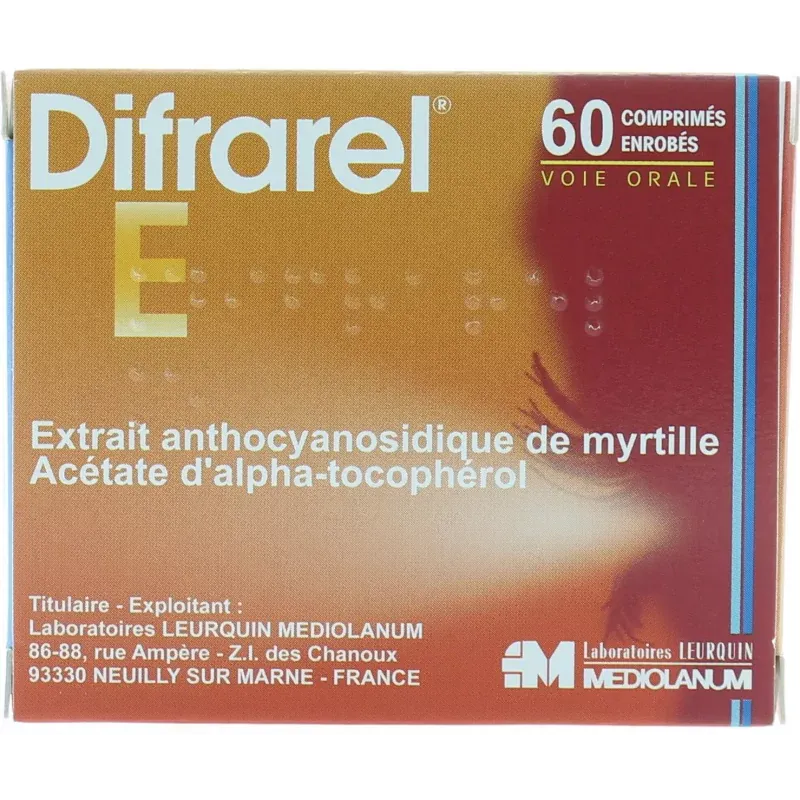 Difrarel®
E
60 COMPRIMÉS
ENROBÉS
VOIE ORALE
Extrait anthocyanosidique de myrtille
Acétate d'alpha-tocophérol
Titulaire - Exploitant :
Laboratoires LEURQUIN MEDIOLANUM
86-88, rue Ampère - Z.I. des Chanoux
93330 NEUILLY SUR MARNE - FRANCE
Laboratoires LEURQUIN
MEDIOLANUM